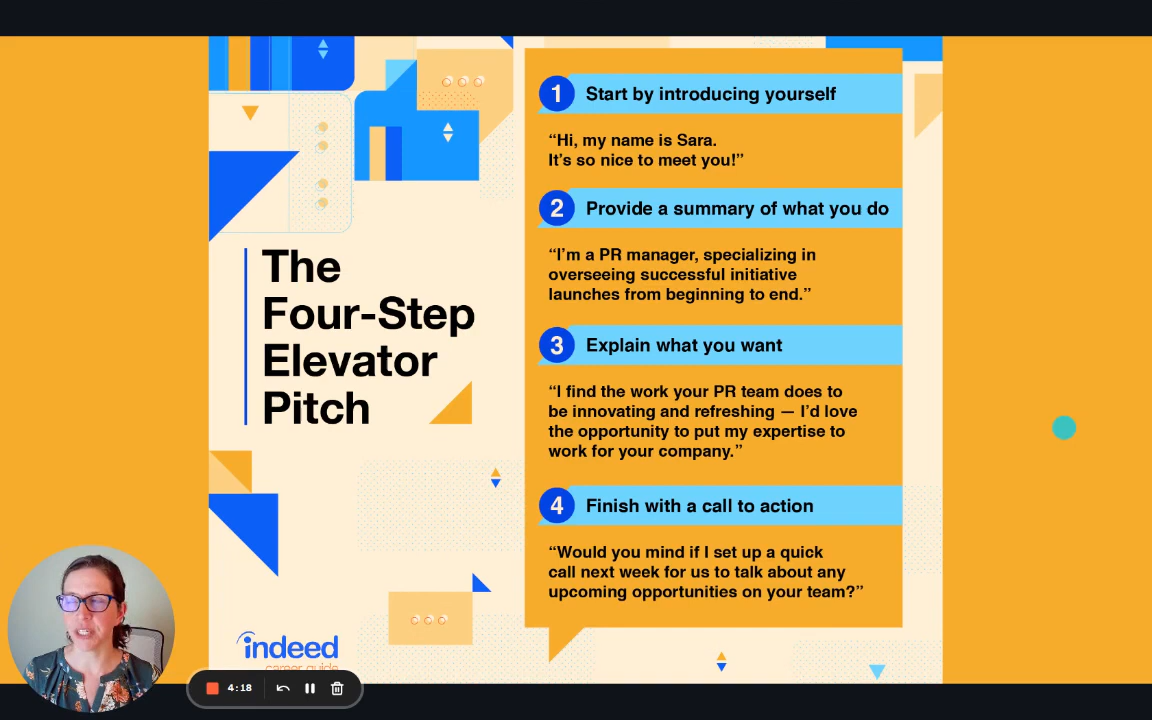 The
Four-Step
Elevator
Pitch
1 Start by introducing yourself
“Hi, my name is Sara.
It’s so nice to meet you!”
2 Provide a summary of what you do
“I’m a PR manager, specializing in
overseeing successful initiative
launches from beginning to end.”
3 Explain what you want
“I find the work your PR team does to
be innovating and refreshing — I’d love
the opportunity to put my expertise to
work for your company.”
4 Finish with a call to action
“Would you mind if I set up a quick
call next week for us to talk about any
upcoming opportunities on your team?”
indeed
career guide
4:18